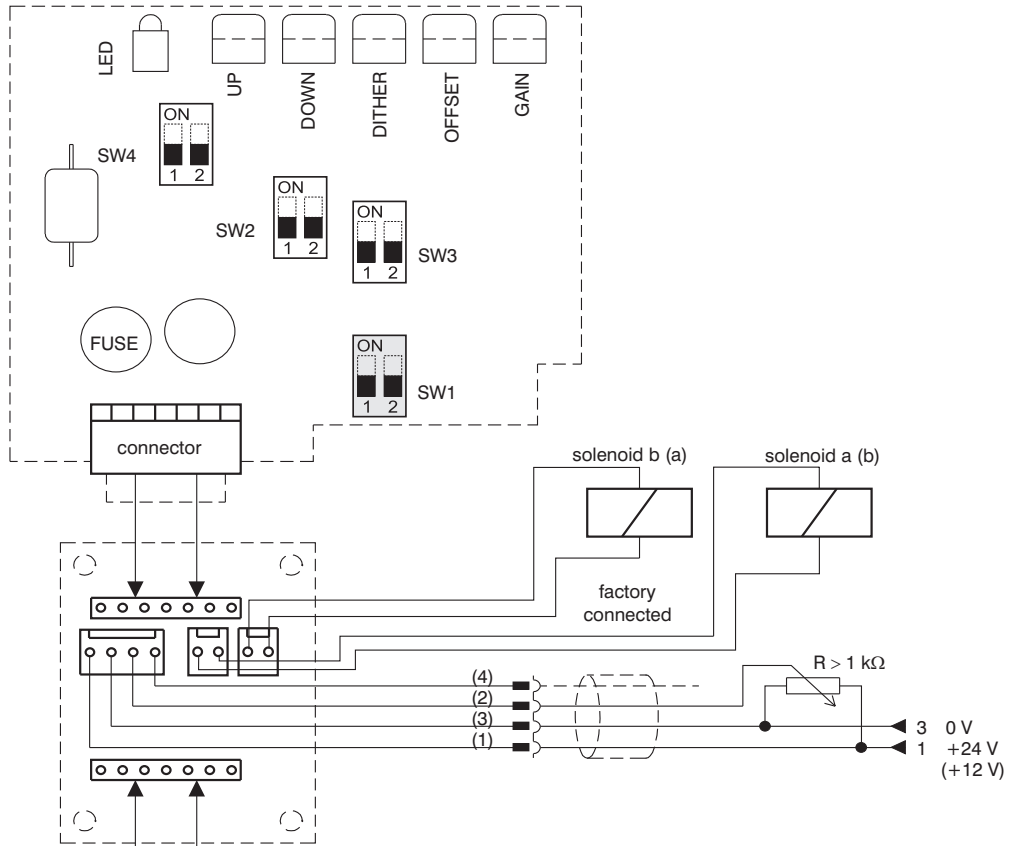 LED
UP
DOWN
DITHER
OFFSET
GAIN
ON
1 2
SW4
ON
1 2
SW2
ON
1 2
SW3
FUSE
ON
1 2
SW1
connector
solenoid b (a)
solenoid a (b)
factory
connected
R > 1 kΩ
(4)
(2)
(3)
(1)
3 0 V
1 +24 V
(+12 V)